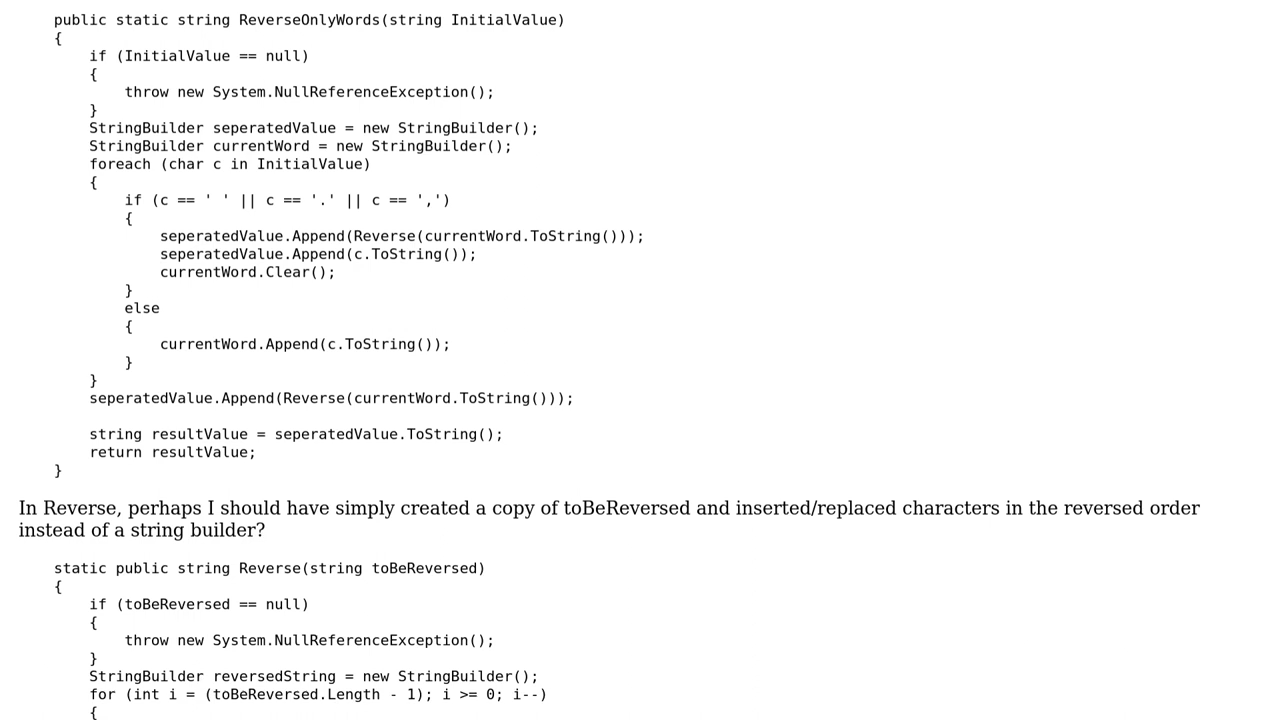 public static string ReverseOnlyWords(string InitialValue)
{
    if (InitialValue == null)
    {
        throw new System.NullReferenceException();
    }
    StringBuilder seperatedValue = new StringBuilder();
    StringBuilder currentWord = new StringBuilder();
    foreach (char c in InitialValue)
    {
        if (c == ' ' || c == '.' || c == ',')
        {
            seperatedValue.Append(Reverse(currentWord.ToString()));
            seperatedValue.Append(c.ToString());
            currentWord.Clear();
        }
        else
        {
            currentWord.Append(c.ToString());
        }
    }
    seperatedValue.Append(Reverse(currentWord.ToString()));

    string resultValue = seperatedValue.ToString();
    return resultValue;
}
In Reverse, perhaps I should have simply created a copy of toBeReversed and inserted/replaced characters in the reversed order
instead of a string builder?
static public string Reverse(string toBeReversed)
{
    if (toBeReversed == null)
    {
        throw new System.NullReferenceException();
    }
    StringBuilder reversedString = new StringBuilder();
    for (int i = (toBeReversed.Length - 1); i >= 0; i--)
    {